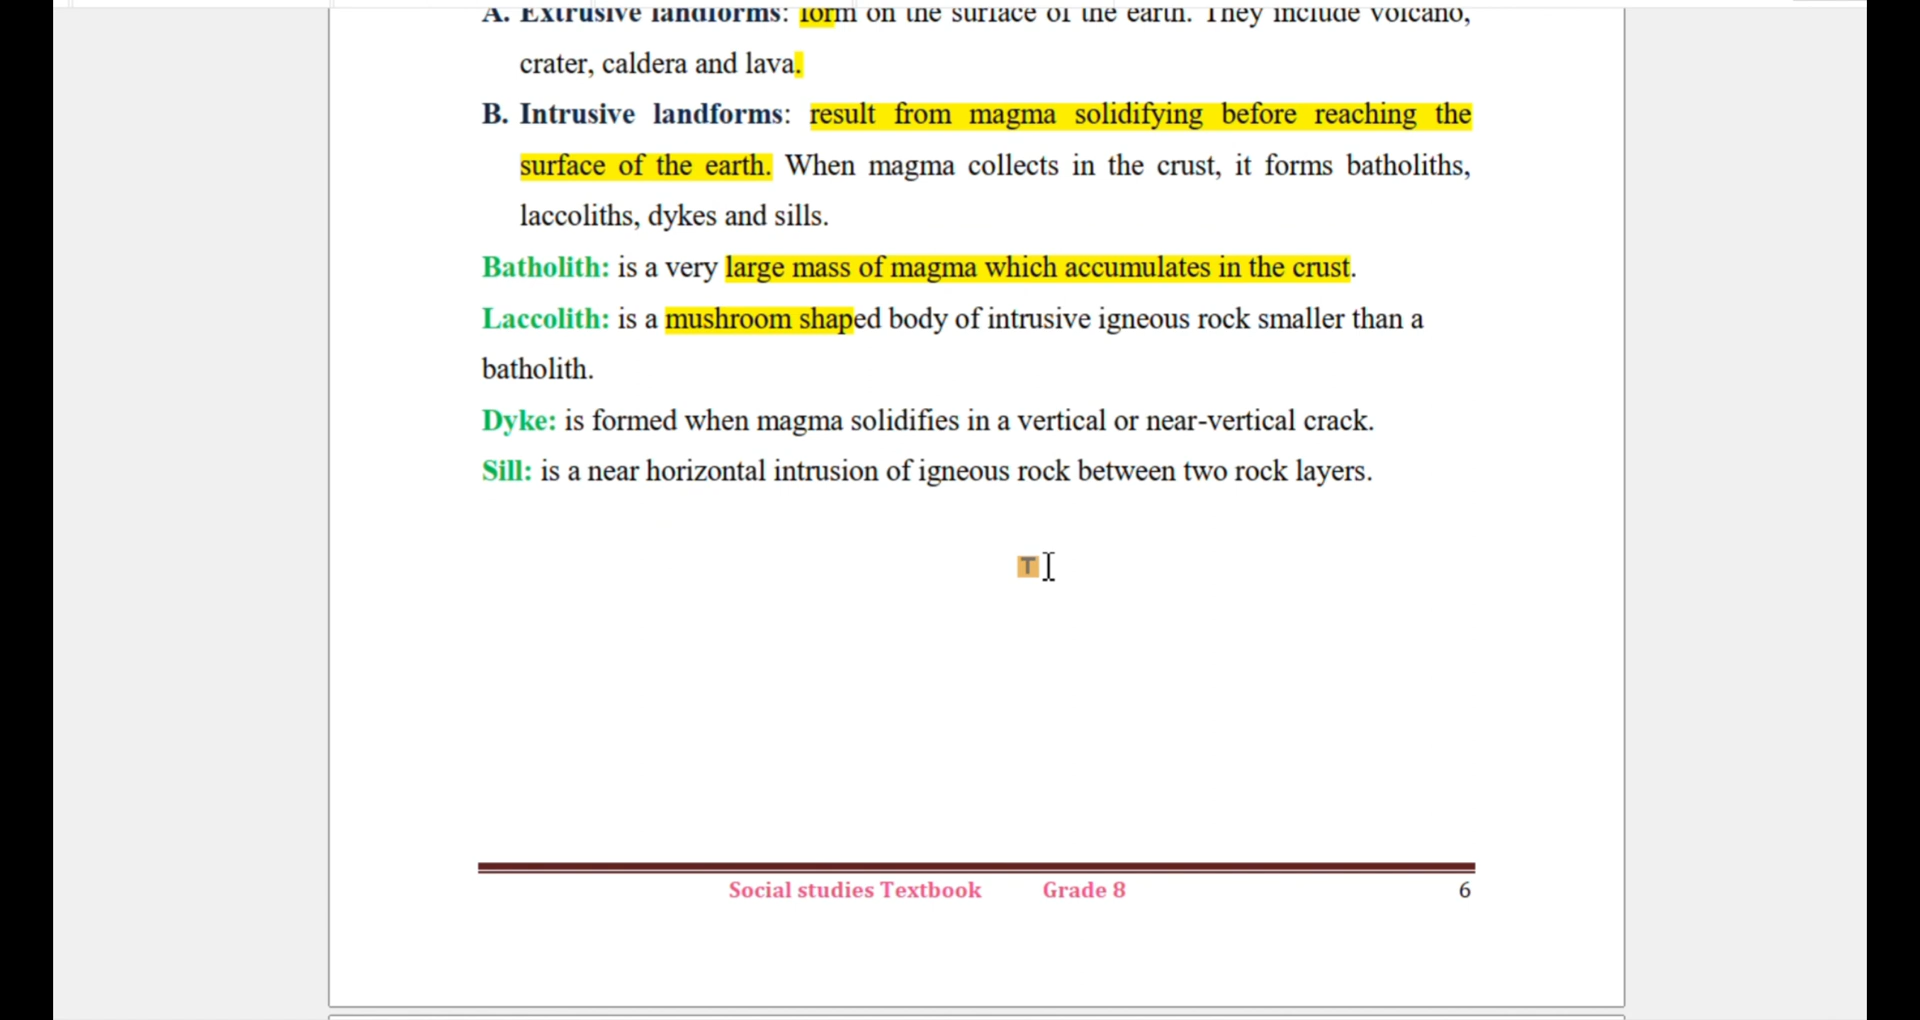 A. Extrusive landforms: form on the surface of the earth. They include volcano,
crater, caldera and lava.
B. Intrusive landforms: result from magma solidifying before reaching the
surface of the earth. When magma collects in the crust, it forms batholiths,
laccoliths, dykes and sills.
Batholith: is a very large mass of magma which accumulates in the crust.
Laccolith: is a mushroom shaped body of intrusive igneous rock smaller than a
batholith.
Dyke: is formed when magma solidifies in a vertical or near-vertical crack.
Sill: is a near horizontal intrusion of igneous rock between two rock layers.
T
Social studies Textbook Grade 8 6